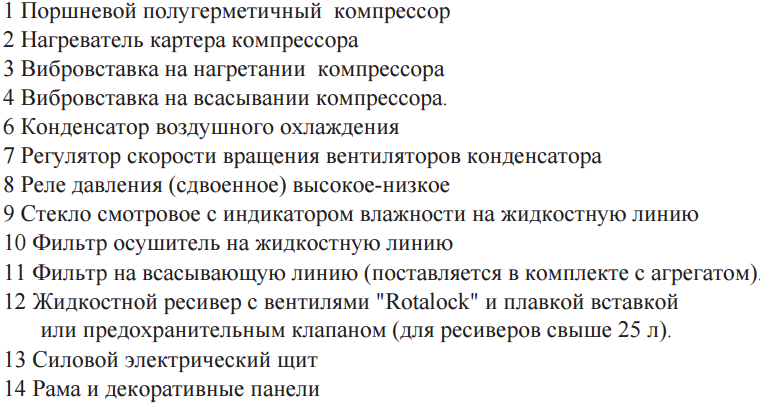 1 Поршневой полугерметичный  компрессор
2 Нагреватель картера компрессора
3 Вибровставка на нагретании  компрессора
4 Вибровставка на всасывании компрессора.
6 Конденсатор воздушного охлаждения
7 Регулятор скорости вращения вентиляторов конденсатора
8 Реле давления (сдвоенное) высокое-низкое
9 Стекло смотровое с индикатором влажности на жидкостную линию
10 Фильтр осушитель на жидкостную линию
11 Фильтр на всасывающую линию (поставляется в комплекте с агрегатом).
12 Жидкостной ресивер с вентилями "Rotalock" и плавкой вставкой
или предохранительным клапаном (для ресиверов свыше 25 л).
13 Силовой электрический щит
14 Рама и декоративные панели